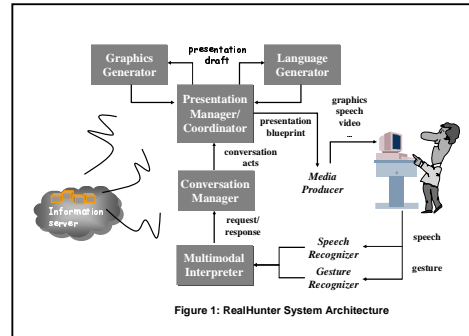 presentation
draft
Graphics
Generator
Language
Generator
Presentation
Manager/
Coordinator
presentation
blueprint
graphics
speech
video
...
Media
Producer
conversation
acts
Conversation
Manager
Information
server
request/
response
Multimodal
Interpreter
Speech
Recognizer
Gesture
Recognizer
speech
gesture
Figure 1: RealHunter System Architecture